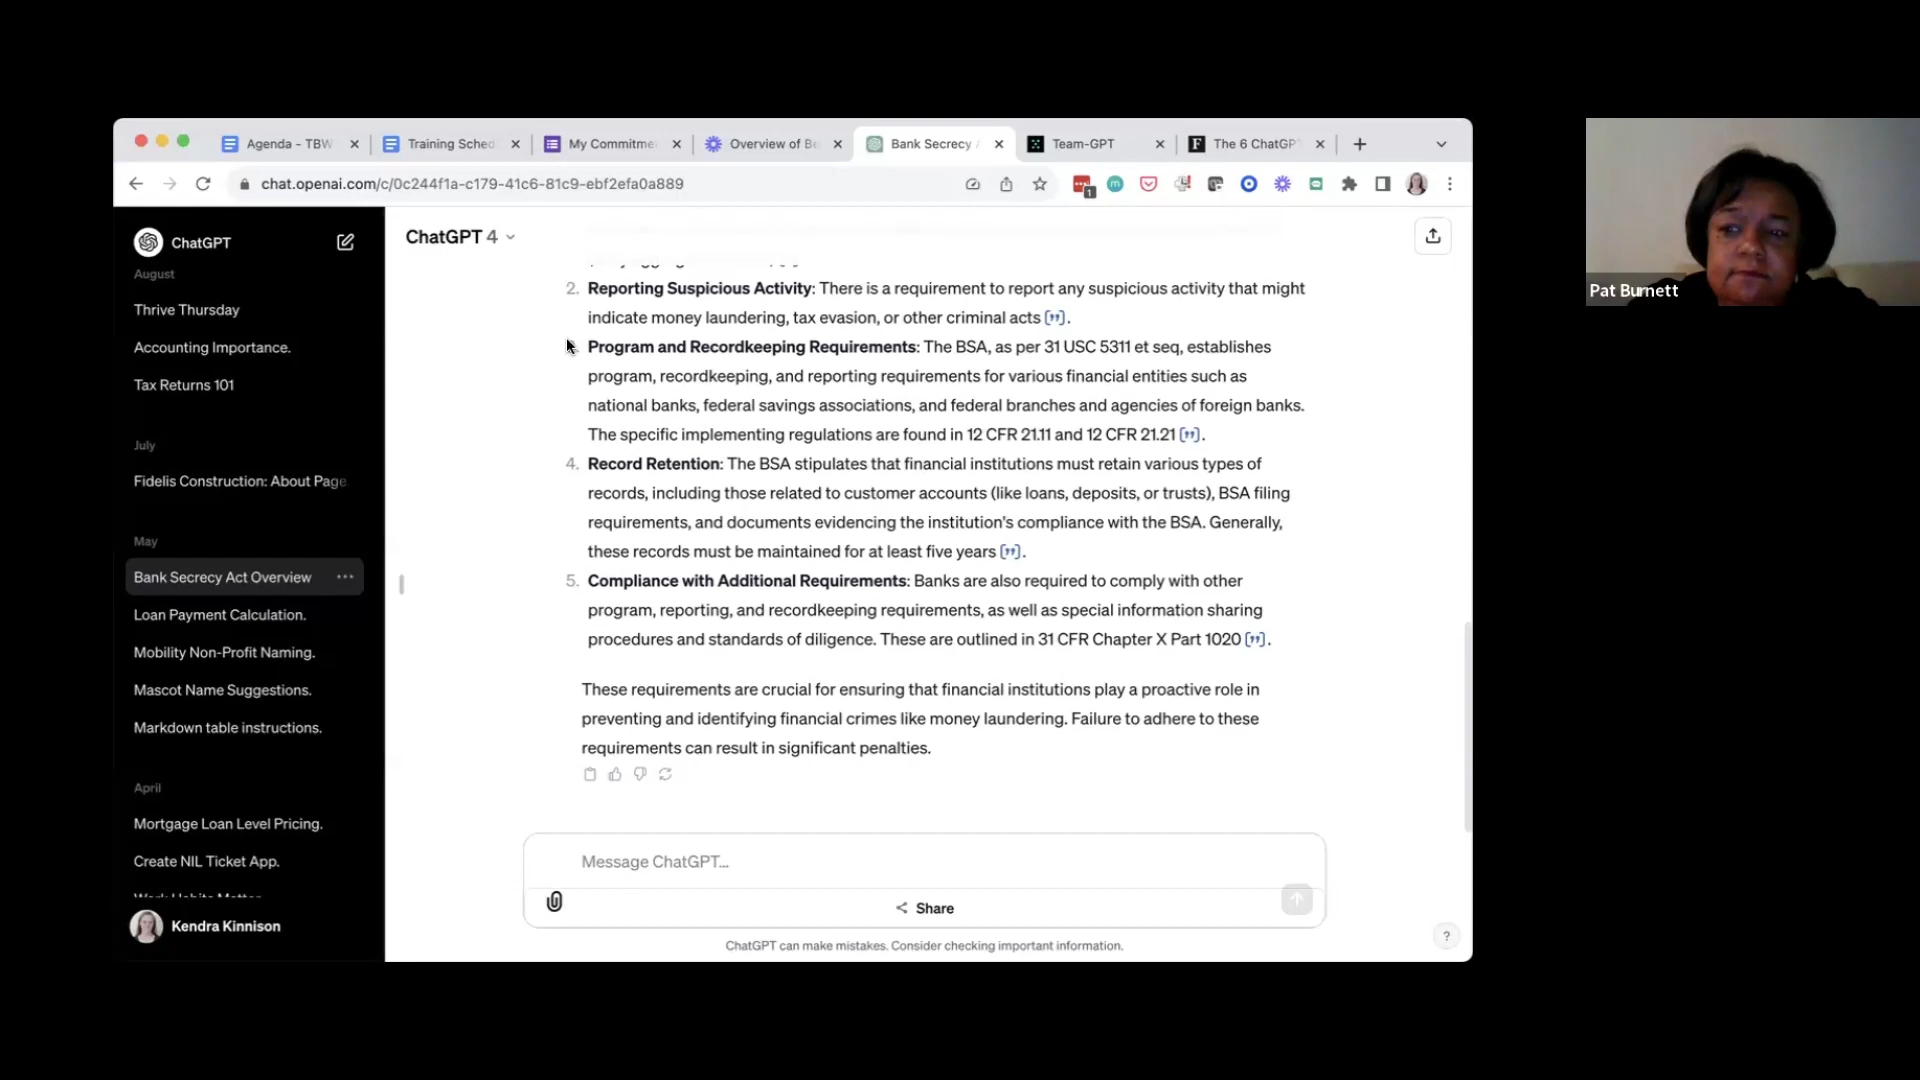 Agenda - TBW
Training Sched
My Commitme
Overview of Be
Bank Secrecy
Team-GPT
The 6 ChatGP
chat.openai.com/c/0c244f1a-c179-41c6-81c9-ebf2efa0a889
1
ChatGPT
August
Thrive Thursday
Accounting Importance.
Tax Returns 101
July
Fidelis Construction: About Page
May
Bank Secrecy Act Overview
Loan Payment Calculation.
Mobility Non-Profit Naming.
Mascot Name Suggestions.
Markdown table instructions.
April
Mortgage Loan Level Pricing.
Create NIL Ticket App.
Kendra Kinnison
ChatGPT 4
2. Reporting Suspicious Activity: There is a requirement to report any suspicious activity that might
indicate money laundering, tax evasion, or other criminal acts ["].
Program and Recordkeeping Requirements: The BSA, as per 31 USC 5311 et seq, establishes
program, recordkeeping, and reporting requirements for various financial entities such as
national banks, federal savings associations, and federal branches and agencies of foreign banks.
The specific implementing regulations are found in 12 CFR 21.11 and 12 CFR 21.21 ["].
4. Record Retention: The BSA stipulates that financial institutions must retain various types of
records, including those related to customer accounts (like loans, deposits, or trusts), BSA filing
requirements, and documents evidencing the institution's compliance with the BSA. Generally,
these records must be maintained for at least five years ["].
5. Compliance with Additional Requirements: Banks are also required to comply with other
program, reporting, and recordkeeping requirements, as well as special information sharing
procedures and standards of diligence. These are outlined in 31 CFR Chapter X Part 1020 ["].
These requirements are crucial for ensuring that financial institutions play a proactive role in
preventing and identifying financial crimes like money laundering. Failure to adhere to these
requirements can result in significant penalties.
Message ChatGPT...
Share
ChatGPT can make mistakes. Consider checking important information.
?
Pat Burnett